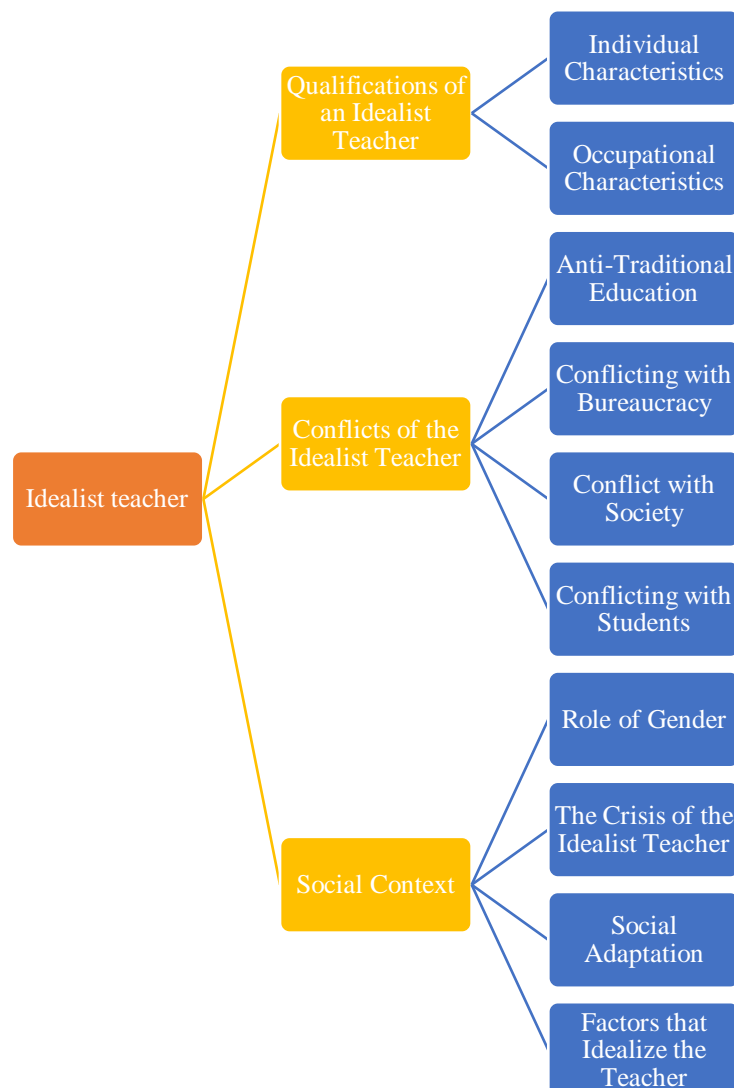 Idealist teacher
Qualifications of
an Idealist
Teacher
Individual
Characteristics
Occupational
Characteristics
Conflicts of the
Idealist Teacher
Anti-Traditional
Education
Conflicting with
Bureaucracy
Conflict with
Society
Conflicting with
Students
Social Context
Role of Gender
The Crisis of the
Idealist Teacher
Social
Adaptation
Factors that
Idealize the
Teacher